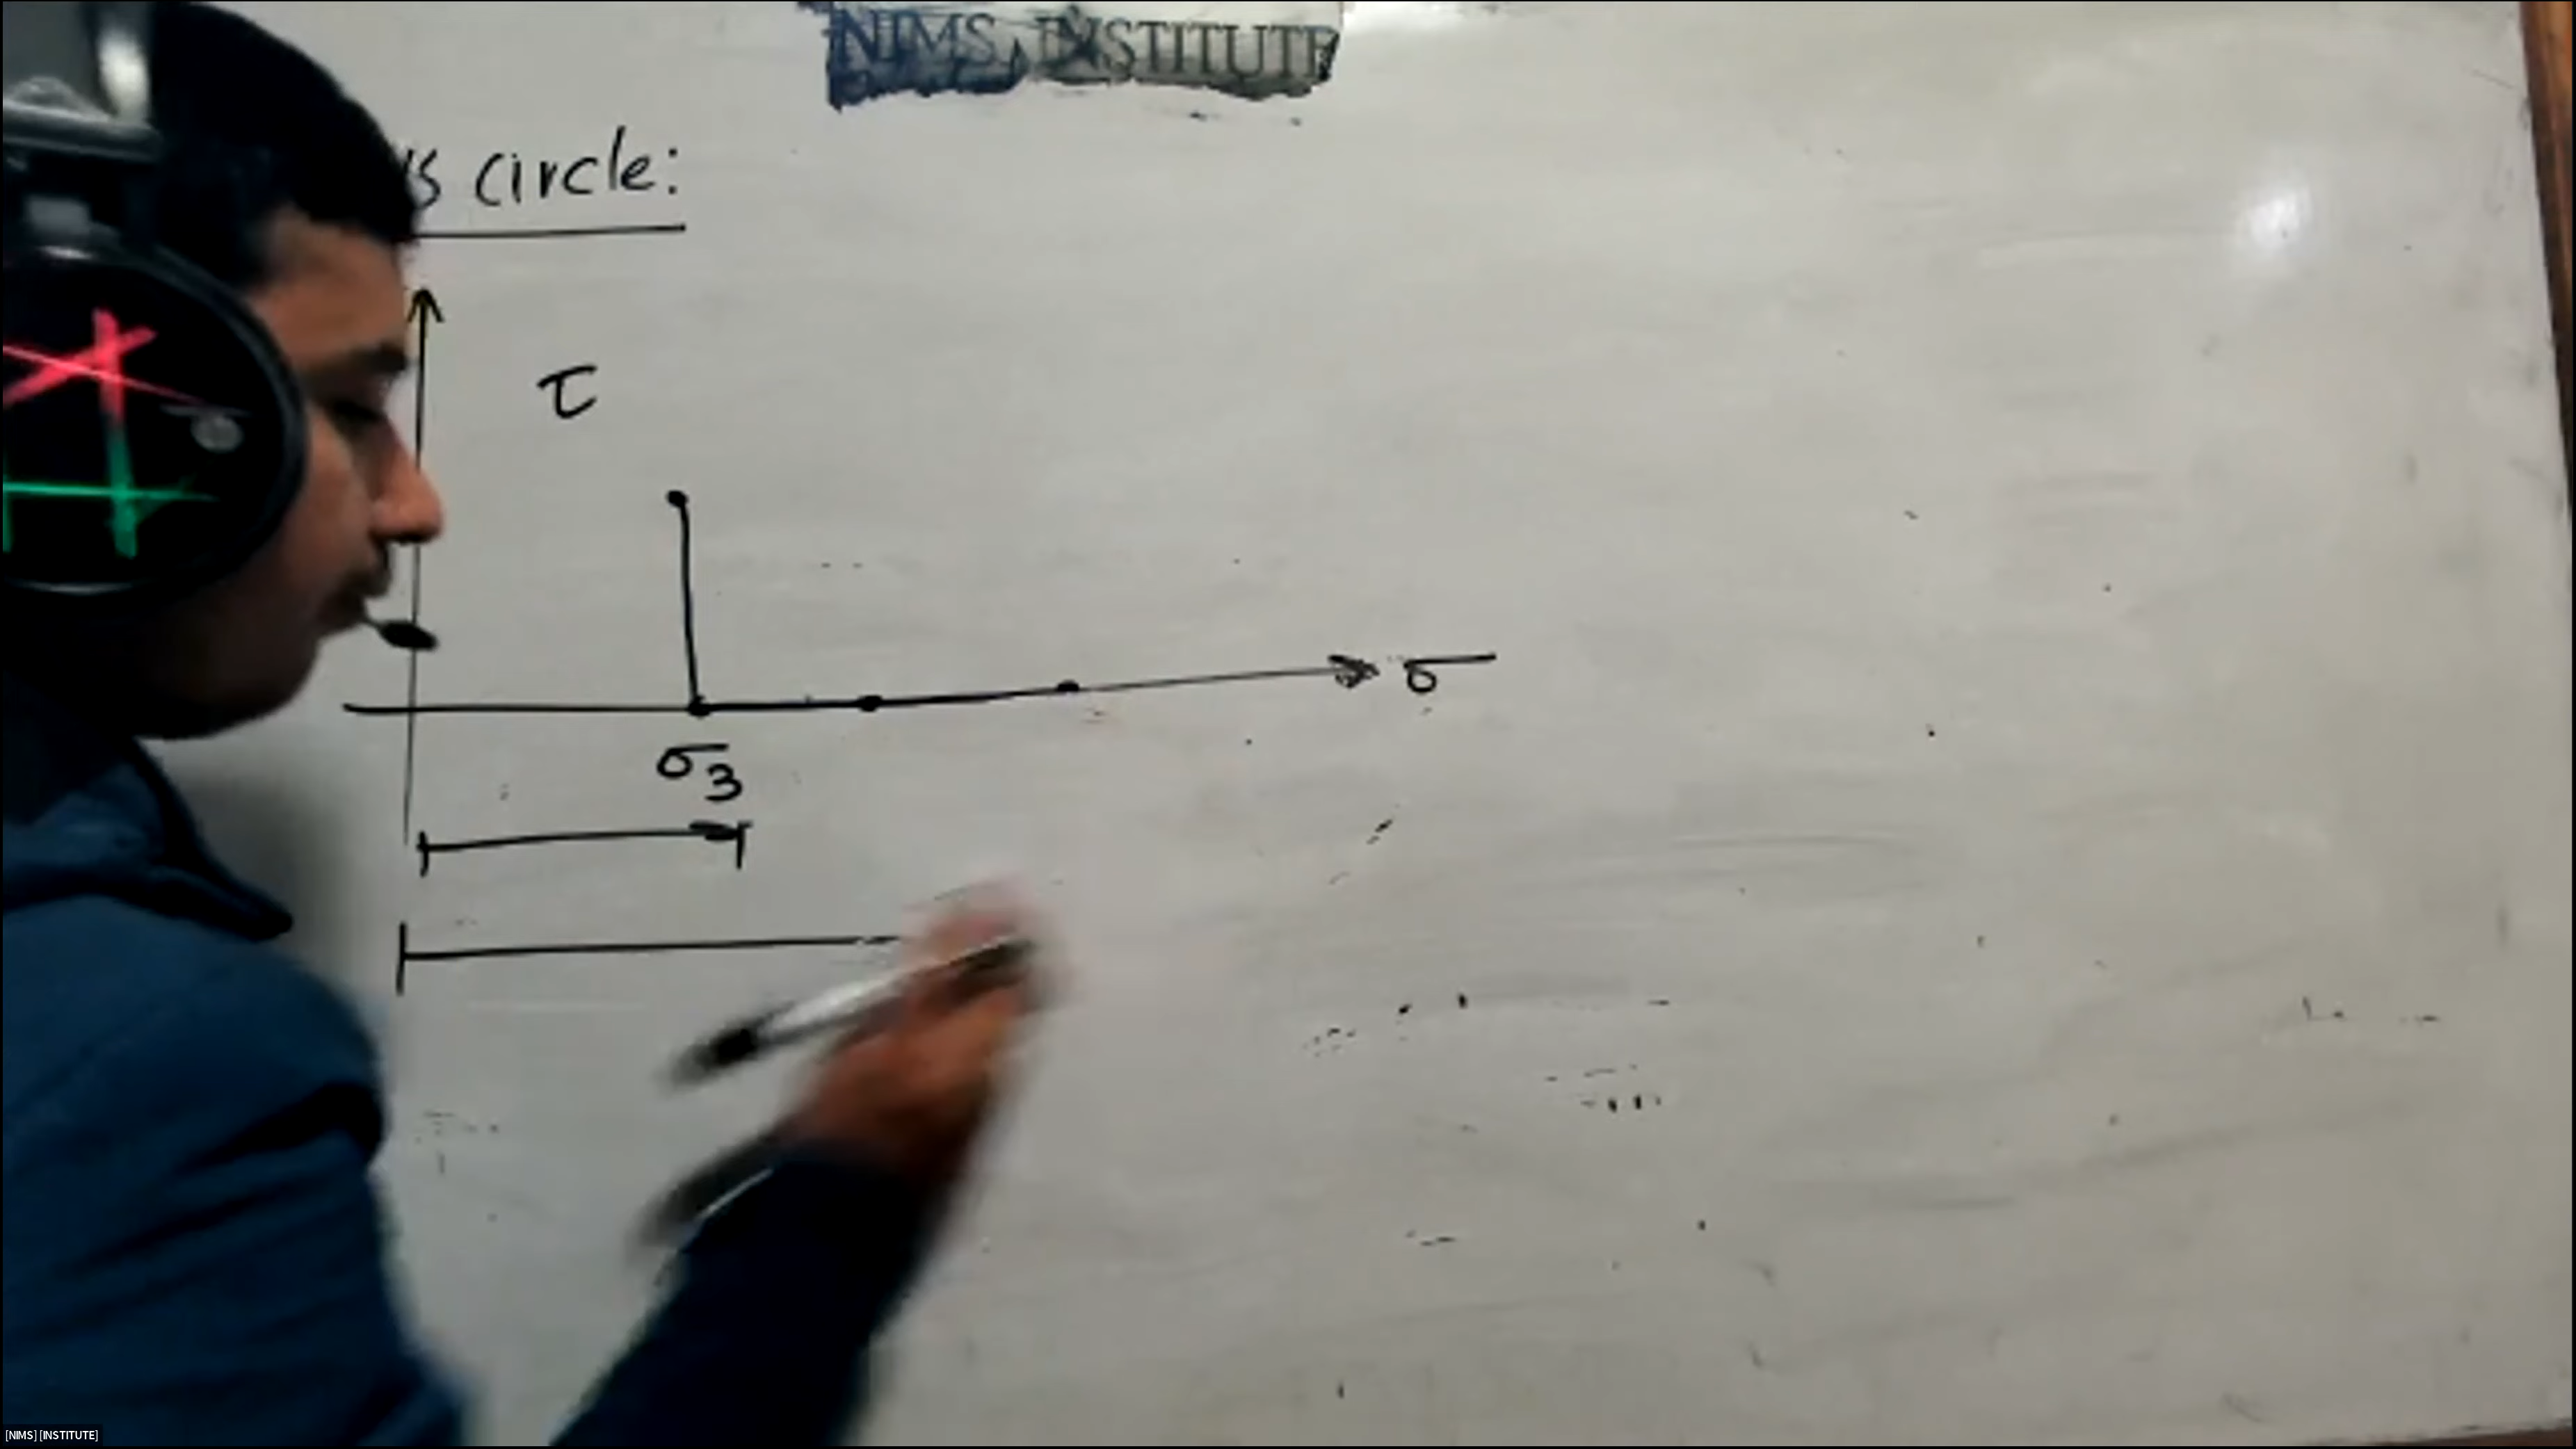 NIMS INSTITUTE
s circle:
τ
σ
σ3
[NIMS] [INSTITUTE]